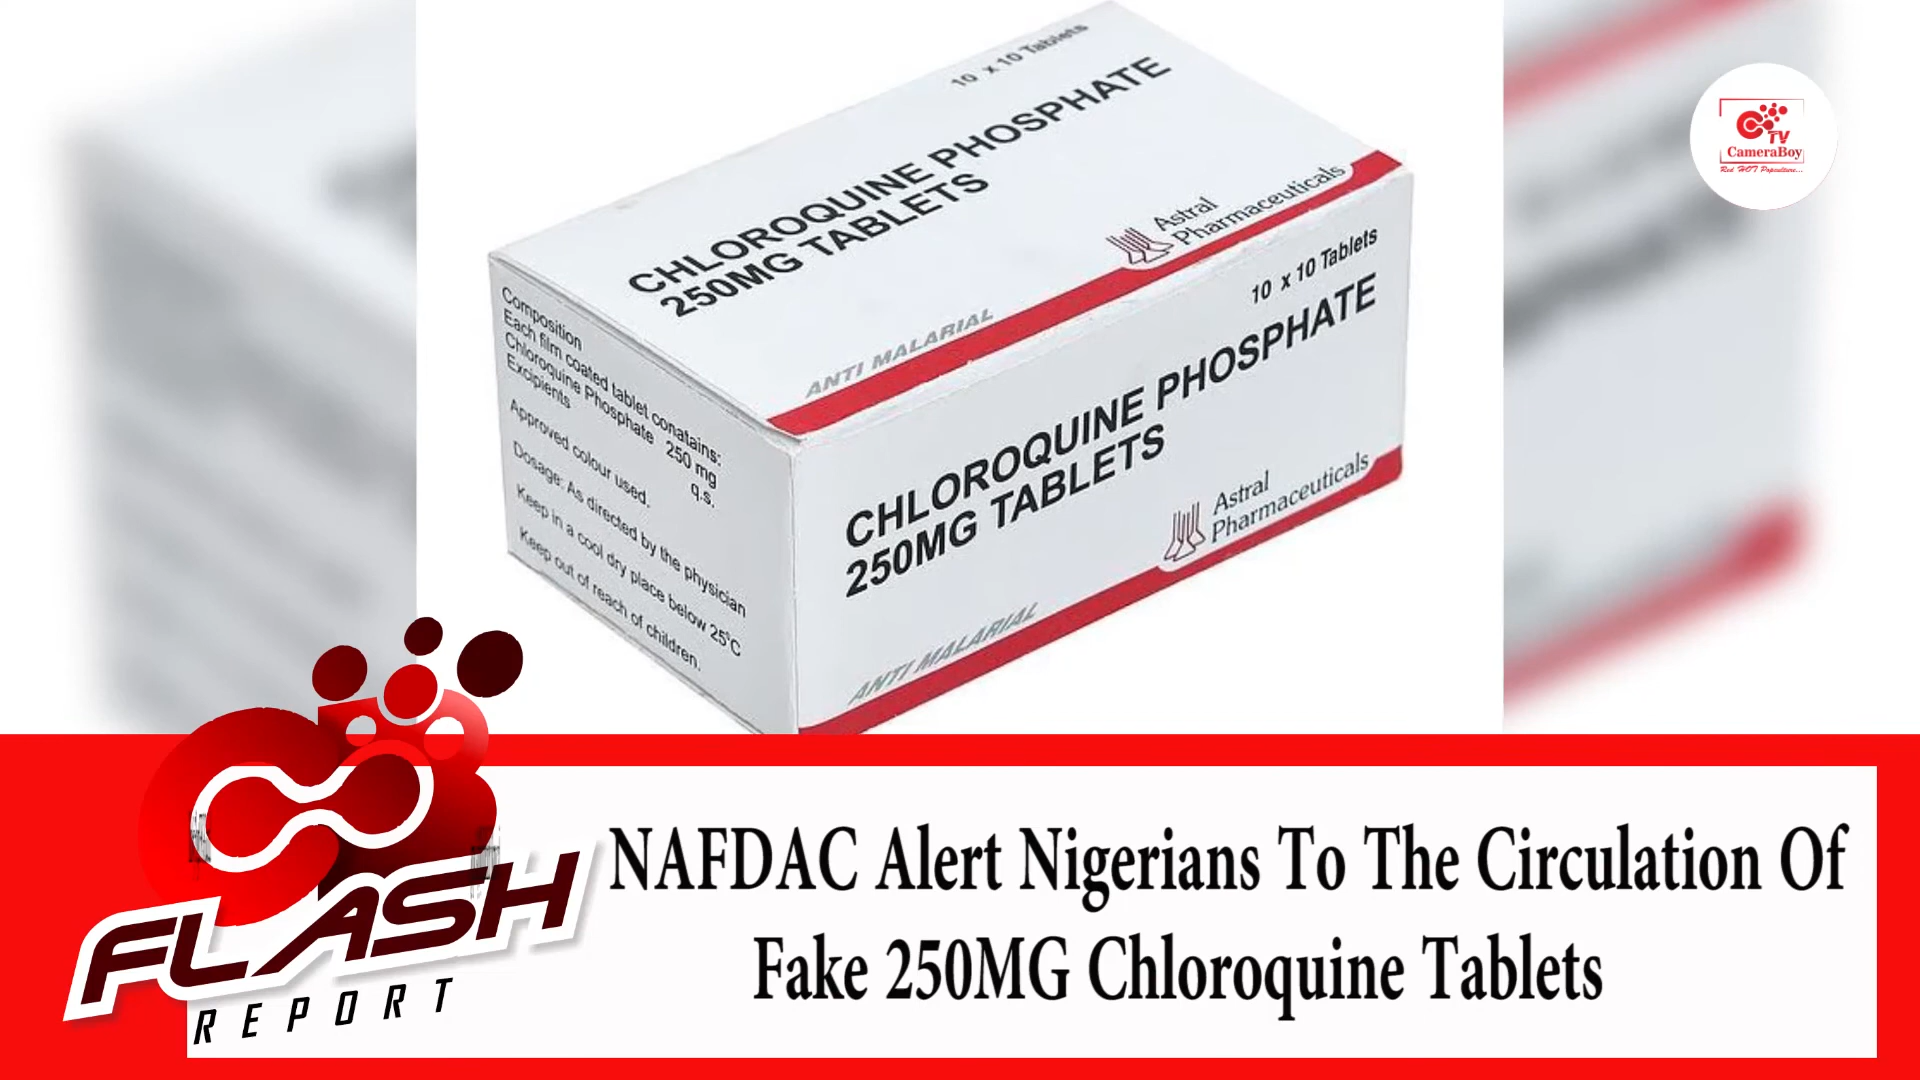 10 x 10 Tablets
CHLOROQUINE PHOSPHATE
250MG TABLETS
Astral
Pharmaceuticals
ANTI MALARIAL
10 x 10 Tablets
CHLOROQUINE PHOSPHATE
250MG TABLETS
Astral
Pharmaceuticals
ANTI MALARIAL
Composition
Each film coated tablet conatains:
Chloroquine Phosphate 250 mg
Excipients q.s.
Approved colour used.
Dosage: As directed by the physician
Keep in a cool dry place below 25°C
Keep out of reach of children.
TV
CameraBoy
Red HOT Popculture...
FLASH
REPORT
NAFDAC Alert Nigerians To The Circulation Of
Fake 250MG Chloroquine Tablets